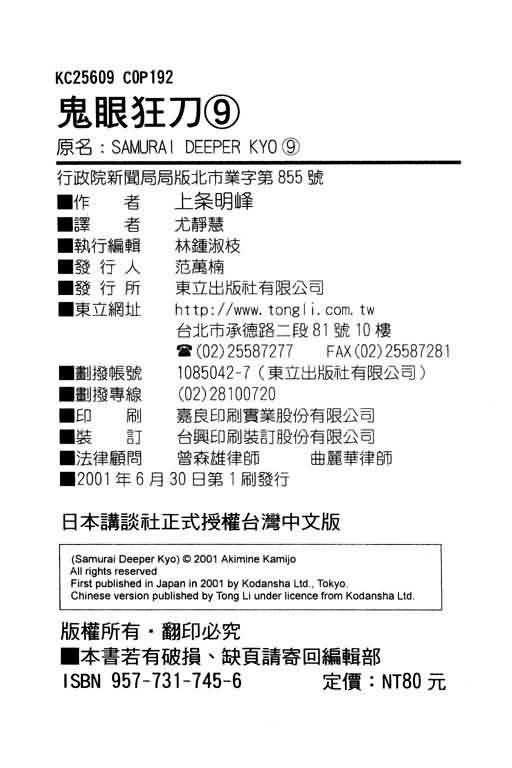 KC25609 COP192
鬼眼狂刀⑨
原名：SAMURAI DEEPER KYO ⑨
行政院新聞局局版北市業字第 855 號
■作 者 上条明峰
■譯 者 尤靜慧
■執行編輯 林鍾淑枝
■發 行 人 范萬楠
■發 行 所 東立出版社有限公司
■東立網址 http://www.tongli.com.tw
台北市承德路二段 81 號 10 樓
☎(02)25587277 FAX(02)25587281
■劃撥帳號 1085042-7（東立出版社有限公司）
■劃撥專線 (02)28100720
■印 刷 嘉良印刷實業股份有限公司
■裝 訂 台興印刷裝訂股份有限公司
■法律顧問 曾森雄律師 曲麗華律師
■2001 年 6 月 30 日第 1 刷發行
日本講談社正式授權台灣中文版
(Samurai Deeper Kyo) © 2001 Akimine Kamijo
All rights reserved
First published in Japan in 2001 by Kodansha Ltd., Tokyo.
Chinese version published by Tong Li under licence from Kodansha Ltd.
版權所有・翻印必究
■本書若有破損、缺頁請寄回編輯部
ISBN 957-731-745-6 定價：NT80 元